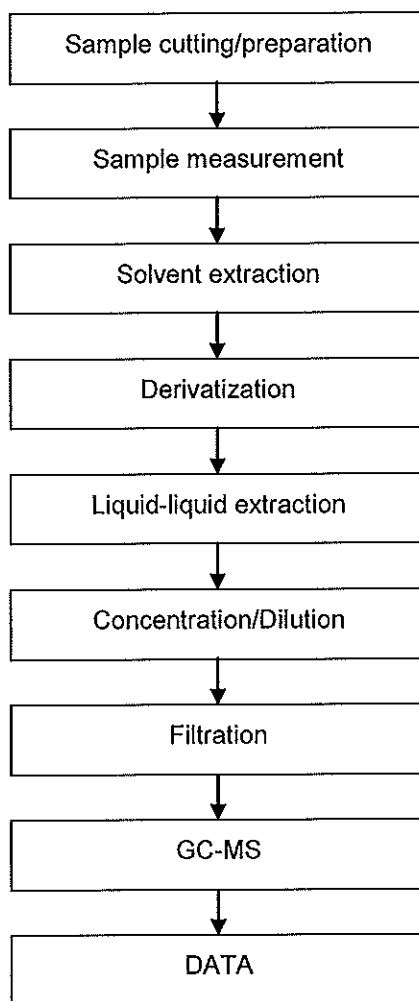 Sample cutting/preparation
Sample measurement
Solvent extraction
Derivatization
Liquid-liquid extraction
Concentration/Dilution
Filtration
GC-MS
DATA